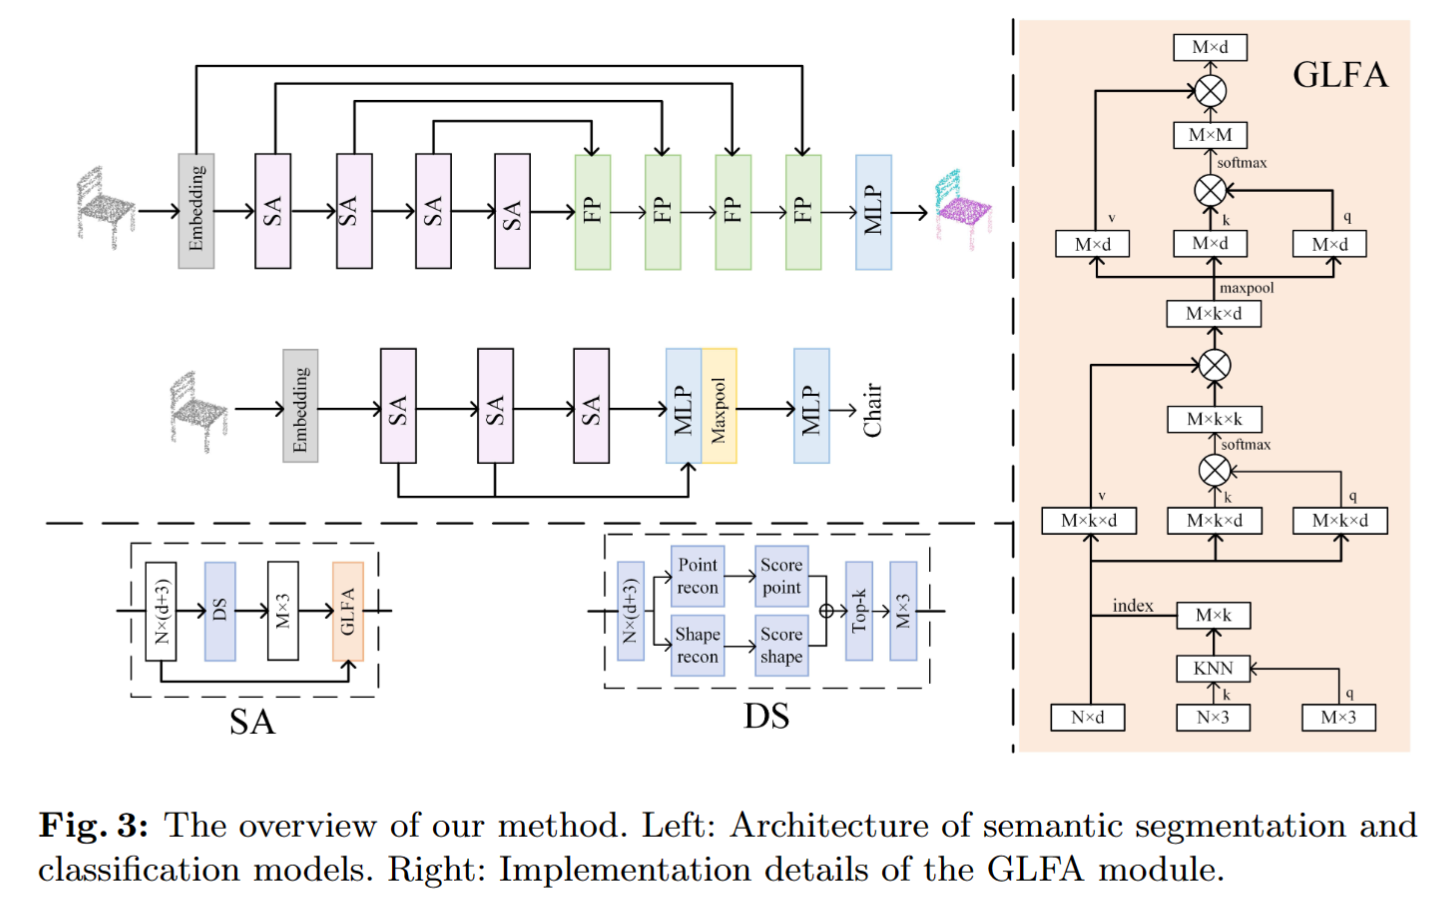 Embedding
SA
SA
SA
SA
FP
FP
FP
FP
MLP
Embedding
SA
SA
SA
MLP
Maxpool
MLP
Chair
N×(d+3)
DS
M×3
GLFA
SA
N×(d+3)
Point recon
Score point
Shape recon
Score shape
Top-k
M×3
DS
GLFA
M×d
M×M
softmax
v
k
q
M×d
M×d
M×d
maxpool
M×k×d
M×k×k
softmax
v
k
q
M×k×d
M×k×d
M×k×d
index
M×k
KNN
k
q
N×d
N×3
M×3
Fig. 3: The overview of our method. Left: Architecture of semantic segmentation and
classification models. Right: Implementation details of the GLFA module.